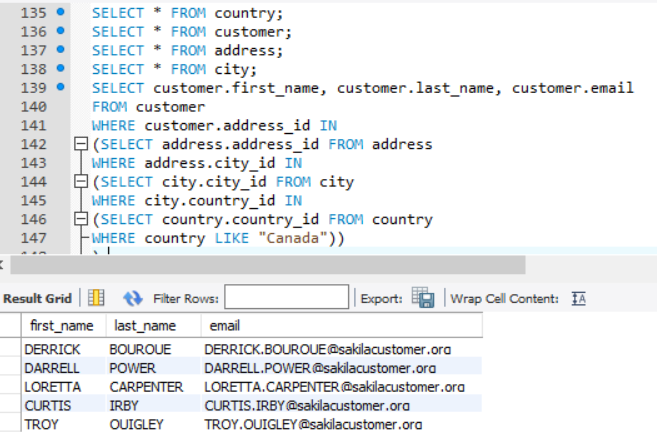 135 SELECT * FROM country;
136 SELECT * FROM customer;
137 SELECT * FROM address;
138 SELECT * FROM city;
139 SELECT customer.first_name, customer.last_name, customer.email
140 FROM customer
141 WHERE customer.address_id IN
142 (SELECT address.address_id FROM address
143 WHERE address.city_id IN
144 (SELECT city.city_id FROM city
145 WHERE city.country_id IN
146 (SELECT country.country_id FROM country
147 WHERE country LIKE "Canada"))
Result Grid Filter Rows: Export: Wrap Cell Content:
first_name last_name email
DERRICK BOURQUE DERRICK.BOURQUE@sakilacustomer.org
DARRELL POWER DARRELL.POWER@sakilacustomer.org
LORETTA CARPENTER LORETTA.CARPENTER@sakilacustomer.org
CURTIS IRBY CURTIS.IRBY@sakilacustomer.org
TROY QUIGLEY TROY.QUIGLEY@sakilacustomer.org